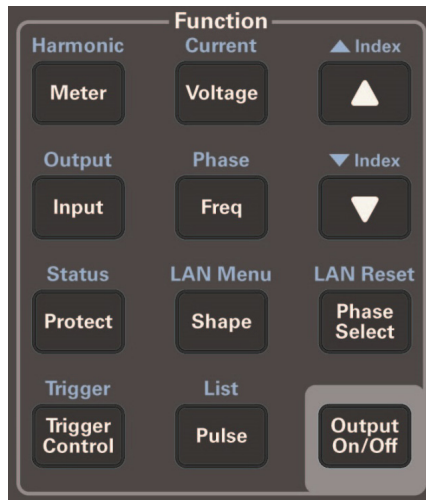 Function
Harmonic Current ▲ Index
Meter Voltage ▲
Output Phase ▼ Index
Input Freq ▼
Status LAN Menu LAN Reset
Protect Shape Phase Select
Trigger List
Trigger Control Pulse Output On/Off